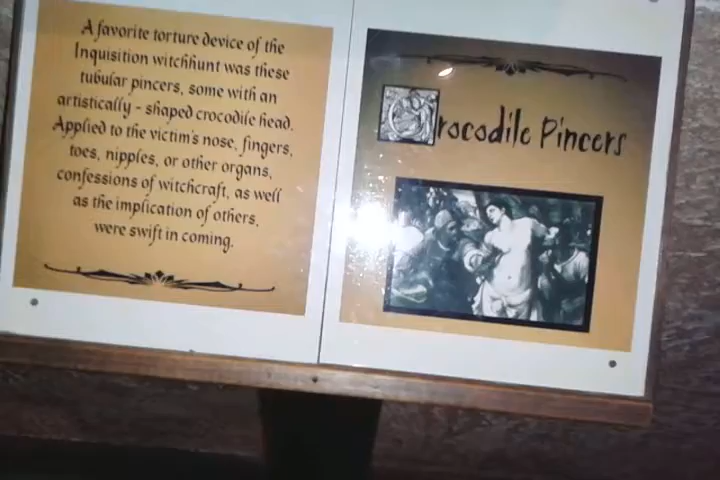 A favorite torture device of the
Inquisition witchhunt was these
tubular pincers, some with an
artistically - shaped crocodile head.
Applied to the victim's nose, fingers,
toes, nipples, or other organs,
confessions of witchcraft, as well
as the implication of others,
were swift in coming.
Crocodile Pincers